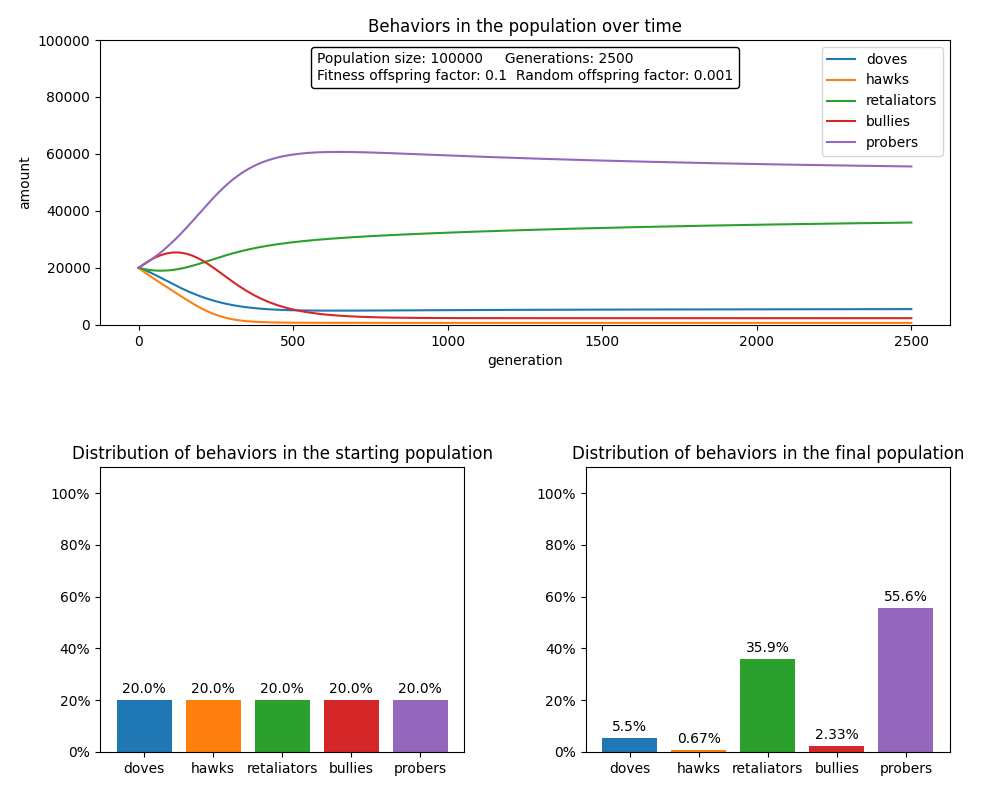 Behaviors in the population over time
100000
80000
60000
40000
20000
0
amount
Population size: 100000     Generations: 2500
Fitness offspring factor: 0.1  Random offspring factor: 0.001
doves
hawks
retaliators
bullies
probers
0 500 1000 1500 2000 2500
generation
Distribution of behaviors in the starting population
100%
80%
60%
40%
20%
0%
20.0% 20.0% 20.0% 20.0% 20.0%
doves hawks retaliators bullies probers
Distribution of behaviors in the final population
100%
80%
60%
40%
20%
0%
5.5% 0.67% 35.9% 2.33% 55.6%
doves hawks retaliators bullies probers